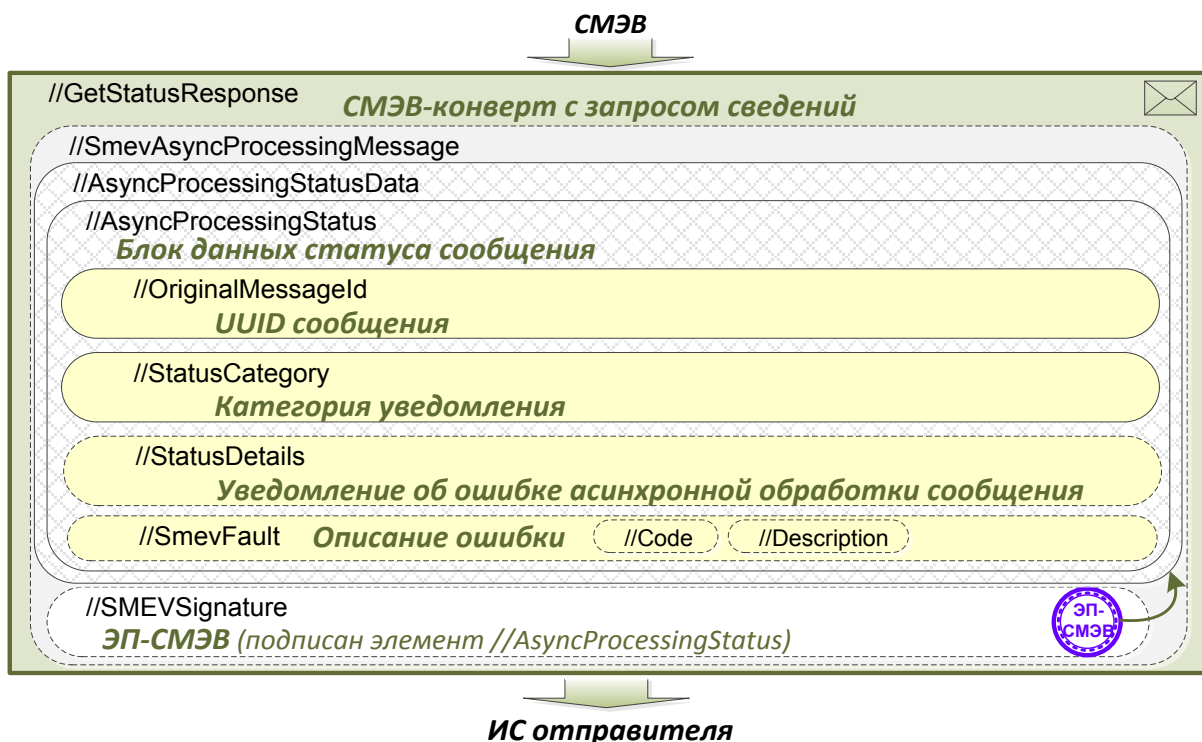 СМЭВ
//GetStatusResponse
СМЭВ-конверт с запросом сведений
//SmevAsyncProcessingMessage
//AsyncProcessingStatusData
//AsyncProcessingStatus
Блок данных статуса сообщения
//OriginalMessageId
UUID сообщения
//StatusCategory
Категория уведомления
//StatusDetails
Уведомление об ошибке асинхронной обработки сообщения
//SmevFault Описание ошибки //Code //Description
//SMEVSignature
ЭП-СМЭВ (подписан элемент //AsyncProcessingStatus)
ЭП-
СМЭВ
ИС отправителя